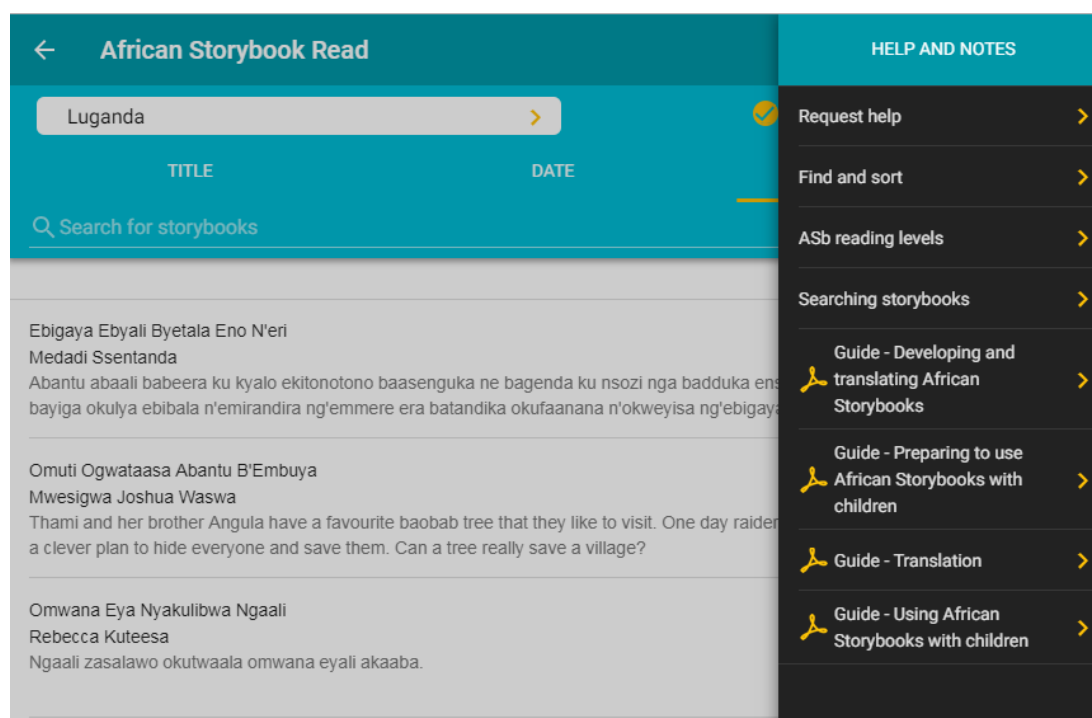 African Storybook Read
Luganda
TITLE
DATE
Search for storybooks
Ebigaya Ebyali Byetala Eno N'eri
Medadi Ssentanda
Abantu abaali babeera ku kyalo ekitonotono baasenguka ne bagenda ku nsozi nga badduka
bayiga okulya ebibala n'emirandira ng'emmere era batandika okufaanana n'okweyisa
Omuti Ogwataasa Abantu B'Embuya
Mwesigwa Joshua Waswa
Thami and her brother Angula have a favourite baobab tree that they like to visit. One day
a clever plan to hide everyone and save them. Can a tree really save a village?
Omwana Eya Nyakulibwa Ngaali
Rebecca Kuteesa
Ngaali zasalawo okutwaala omwana eyali akaaba.
HELP AND NOTES
Request help
Find and sort
ASb reading levels
Searching storybooks
Guide - Developing and
translating African
Storybooks
Guide - Preparing to use
African Storybooks with
children
Guide - Translation
Guide - Using African
Storybooks with children